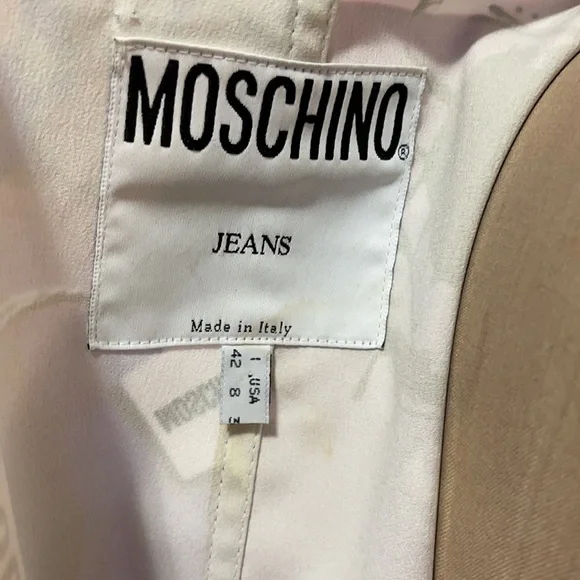 MOSCHINO®
JEANS
Made in Italy
I USA
42 8